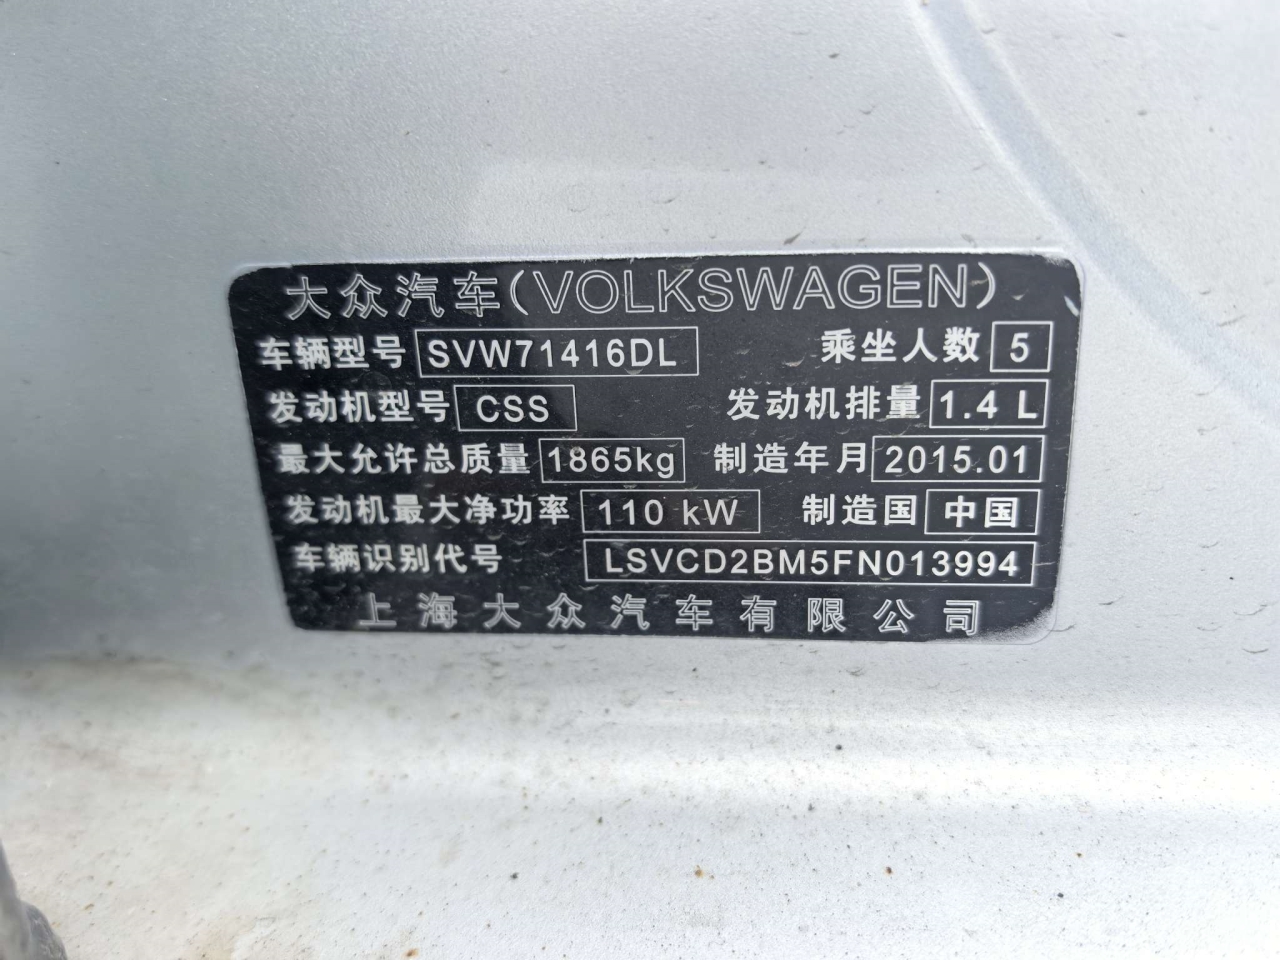 大众汽车(VOLKSWAGEN)
车辆型号 SVW71416DL 乘坐人数 5
发动机型号 CSS 发动机排量 1.4 L
最大允许总质量 1865kg 制造年月 2015.01
发动机最大净功率 110 kW 制造国 中国
车辆识别代号 LSVCD2BM5FN013994
上海大众汽车有限公司